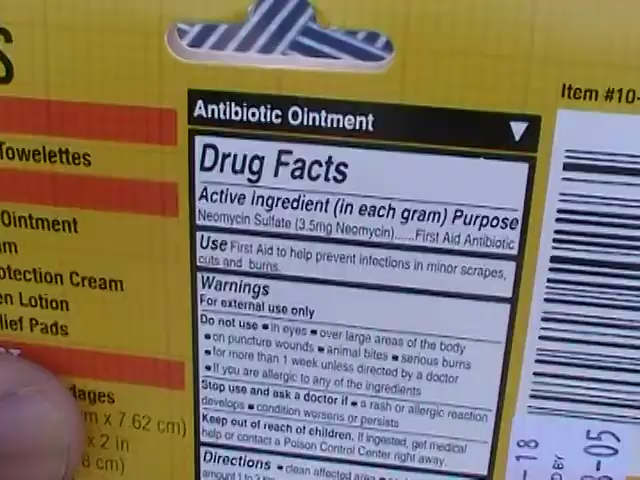 S
Item #10-
Antibiotic Ointment
Towelettes
Drug Facts
Active ingredient (in each gram) Purpose
Neomycin Sulfate (3.5mg Neomycin)......First Aid Antibiotic
Ointment
Use First Aid to help prevent infections in minor scrapes,
cuts and burns.
otection Cream
Warnings
For external use only
en Lotion
Do not use ▪ in eyes ▪ over large areas of the body
▪ on puncture wounds ▪ animal bites ▪ serious burns
lief Pads
▪ for more than 1 week unless directed by a doctor
▪ If you are allergic to any of the ingredients
Stop use and ask a doctor if ▪ a rash or allergic reaction
develops ▪ condition worsens or persists
dages
m x 7.62 cm)
Keep out of reach of children. If ingested, get medical
help or contact a Poison Control Center right away.
x 2 in
8 cm)
Directions ▪ clean affected area
-18
-05